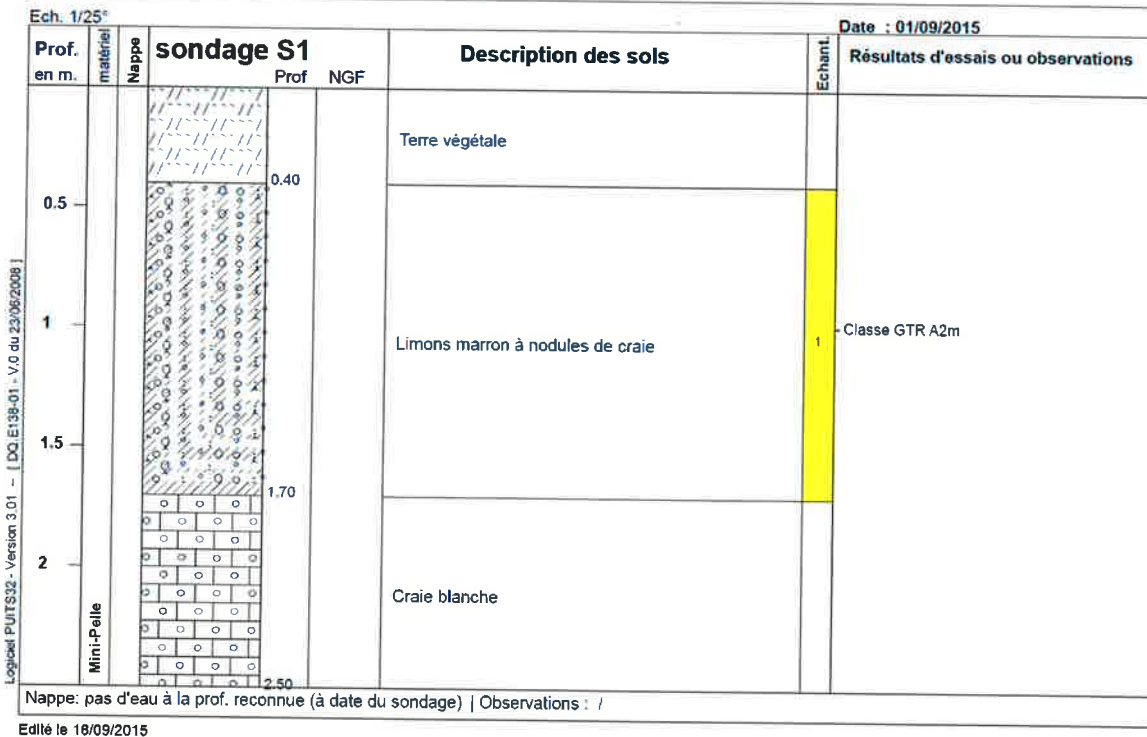 Ech. 1/25°
Date : 01/09/2015
Prof. en m.
matériel
Nappe
sondage S1
Prof NGF
Description des sols
Echant.
Résultats d'essais ou observations
Terre végétale
0.40
0.5
1
Limons marron à nodules de craie
1
Classe GTR A2m
1.5
1.70
2
Craie blanche
Mini-Pelle
2.50
Nappe: pas d'eau à la prof. reconnue (à date du sondage) | Observations : /
Logiciel PUITS32 - Version 3.01 - [ DQ.E138-01 - V.0 du 23/06/2008 ]
Edité le 16/09/2015